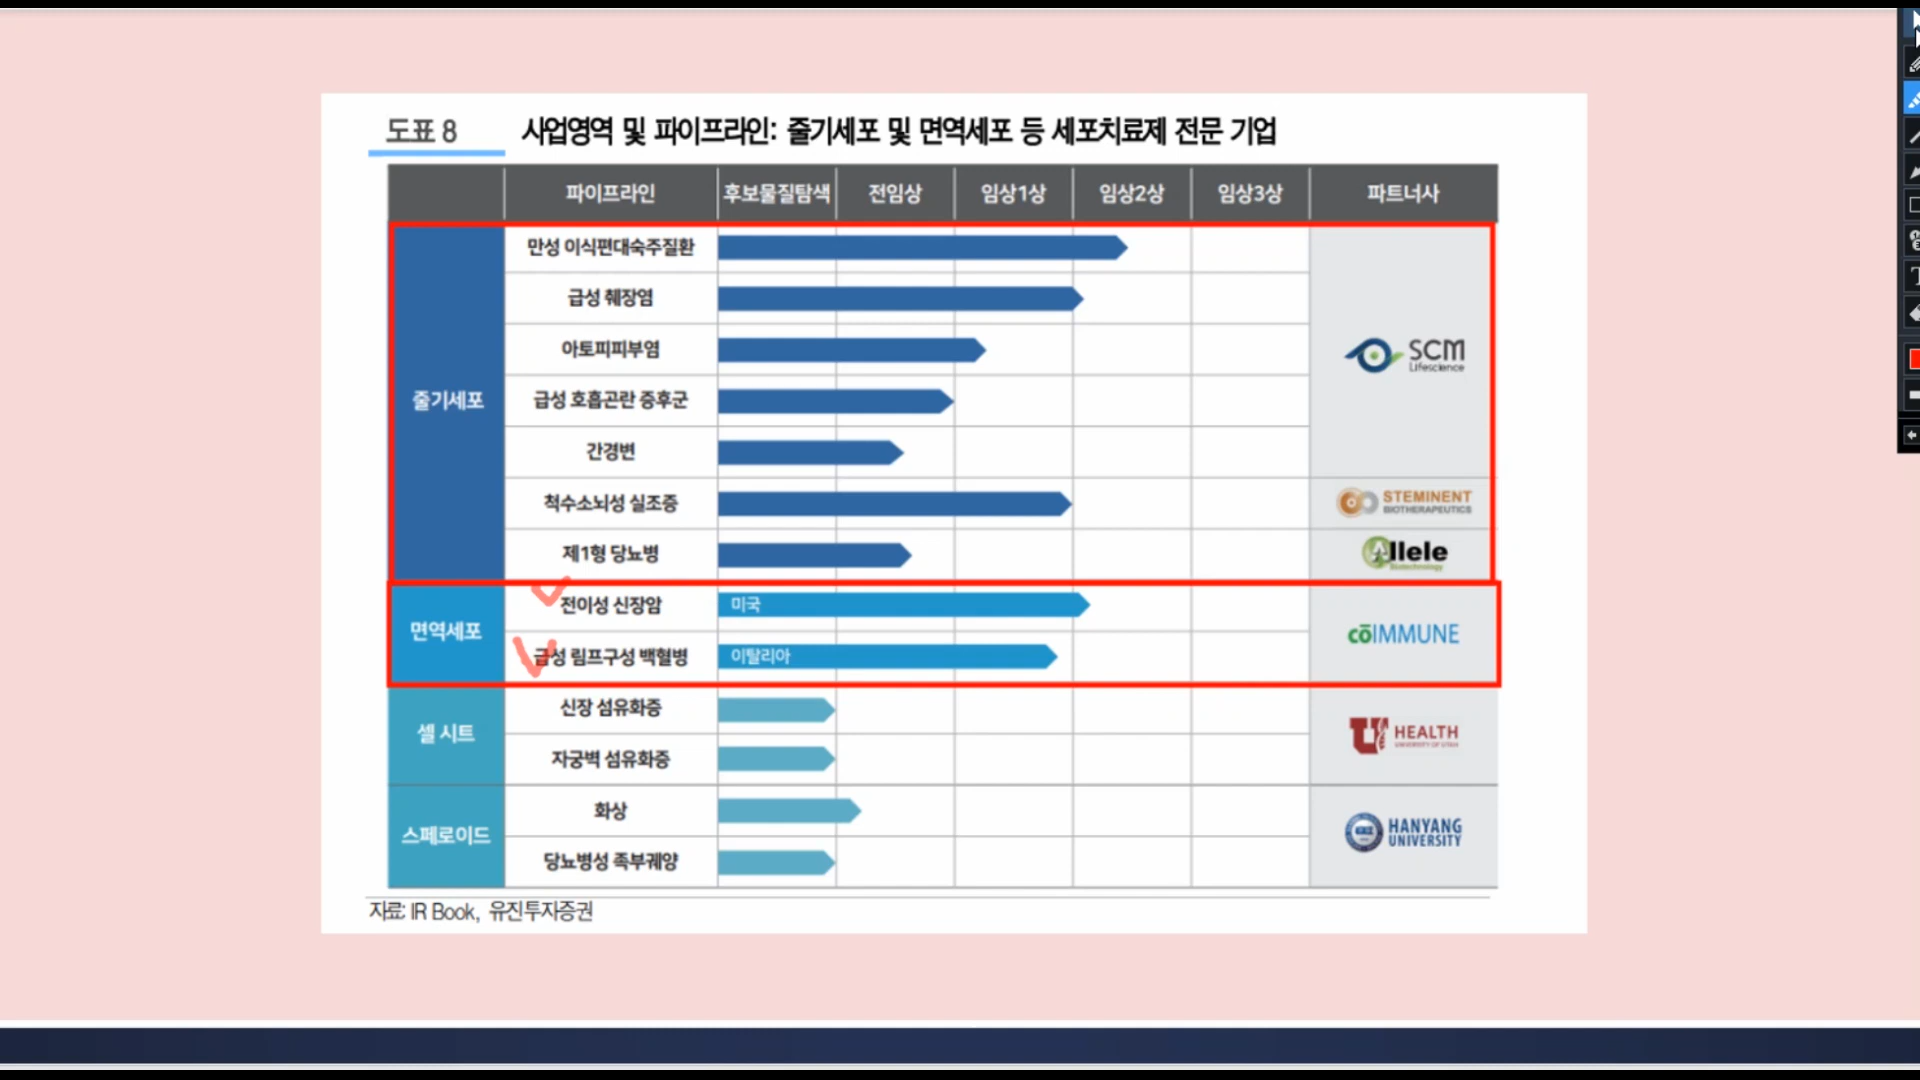 도표 8 사업영역 및 파이프라인: 줄기세포 및 면역세포 등 세포치료제 전문 기업
파이프라인 후보물질탐색 전임상 임상1상 임상2상 임상3상 파트너사
줄기세포
만성 이식편대숙주질환
급성 췌장염
아토피피부염
급성 호흡곤란 증후군
간경변
척수소뇌성 실조증
제1형 당뇨병
SCM
Lifescience
STEMINENT
BIOTHERAPEUTICS
Allele
Biotechnology
면역세포
전이성 신장암 미국
급성 림프구성 백혈병 이탈리아
cōIMMUNE
셀 시트
신장 섬유화증
자궁벽 섬유화증
U HEALTH
UNIVERSITY OF UTAH
스페로이드
화상
당뇨병성 족부궤양
HANYANG
UNIVERSITY
자료: IR Book, 유진투자증권